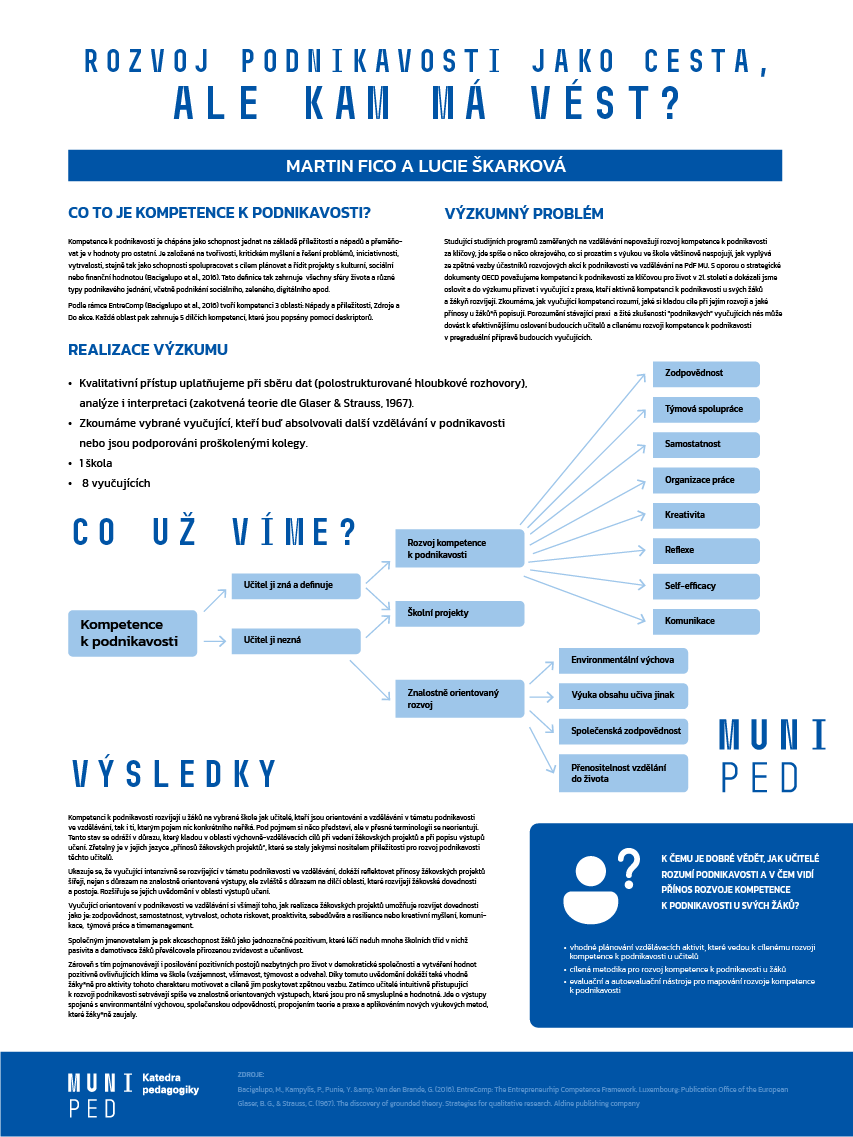 ROZVOJ PODNIKAVOSTI JAKO CESTA,
ALE KAM MÁ VÉST?
MARTIN FICO A LUCIE ŠKARKOVÁ
CO TO JE KOMPETENCE K PODNIKAVOSTI?
Kompetence k podnikavosti je chápána jako schopnost jednat na základě příležitostí a nápadů a přeměňo-
vat je v hodnoty pro ostatní. Je založená na tvořivosti, kritickém myšlení a řešení problémů, iniciativnosti,
vytrvalosti, stejně tak jako schopnosti spolupracovat s cílem plánovat a řídit projekty s kulturní, sociální
nebo finanční hodnotou (Bacigalupo et al., 2016). Tato definice tak zahrnuje všechny sféry života a různé
typy podnikavého jednání, včetně podnikání sociálního, zeleného, digitálního apod.
Podle rámce EntreComp (Bacigalupo et al., 2016) tvoří kompetenci 3 oblasti: Nápady a příležitosti, Zdroje a
Do akce. Každá oblast pak zahrnuje 5 dílčích kompetencí, které jsou popsány pomocí deskriptorů.
VÝZKUMNÝ PROBLÉM
Studující studijních programů zaměřených na vzdělávání nepovažují rozvoj kompetence k podnikavosti
za klíčový, jde spíše o něco okrajového, co si prozatím s výukou ve škole většinově nespojují, jak vyplývá
ze zpětné vazby účastníků rozvojových akcí k podnikavosti ve vzdělávání na PdF MU. S oporou o strategické
dokumenty OECD považujeme kompetenci k podnikavosti za klíčovou pro život v 21. století a dokázali jsme
oslovit a do výzkumu přizvat i vyučující z praxe, kteří aktivně kompetenci k podnikavosti u svých žáků
a žákyň rozvíjejí. Zkoumáme, jak vyučující kompetenci rozumí, jaké si kladou cíle při jejím rozvoji a jaké
přínosy u žáků*ň popisují. Porozumění stávající praxi a žité zkušenosti "podnikavých" vyučujících nás může
dovést k efektivnějšímu oslovení budoucích učitelů a cílenému rozvoji kompetence k podnikavosti
v pregraduální přípravě budoucích vyučujících.
REALIZACE VÝZKUMU
• Kvalitativní přístup uplatňujeme při sběru dat (polostrukturované hloubkové rozhovory),
analýze i interpretaci (zakotvená teorie dle Glaser & Strauss, 1967).
• Zkoumáme vybrané vyučující, kteří buď absolvovali další vzdělávání v podnikavosti
nebo jsou podporováni proškolenými kolegy.
• 1 škola
• 8 vyučujících
CO UŽ VÍME?
Kompetence
k podnikavosti
Učitel ji zná a definuje
Učitel ji nezná
Rozvoj kompetence
k podnikavosti
Školní projekty
Znalostně orientovaný
rozvoj
Zodpovědnost
Týmová spolupráce
Samostatnost
Organizace práce
Kreativita
Reflexe
Self-efficacy
Komunikace
Environmentální výchova
Výuka obsahu učiva jinak
Společenská zodpovědnost
Přenositelnost vzdělání
do života
MUNI
PED
VÝSLEDKY
Kompetenci k podnikavosti rozvíjejí u žáků na vybrané škole jak učitelé, kteří jsou orientováni a vzděláváni v tématu podnikavosti
ve vzdělávání, tak i ti, kterým pojem nic konkrétního neříká. Pod pojmem si něco představí, ale v přesné terminologii se neorientují.
Tento stav se odráží v důrazu, který kladou v oblasti výchovně-vzdělávacích cílů při vedení žákovských projektů a při popisu výstupů
učení. Zřetelný je v jejich jazyce „přínosů žákovských projektů", které se staly jakýmsi nositelem příležitosti pro rozvoj podnikavosti
těchto učitelů.
Ukazuje se, že vyučující intenzivně se rozvíjející v tématu podnikavosti ve vzdělávání, dokáží reflektovat přínosy žákovských projektů
šířeji, nejen s důrazem na znalostně orientované výstupy, ale zvláště s důrazem na dílčí oblasti, které rozvíjejí žákovské dovednosti
a postoje. Rozšiřuje se jejich uvědomění v oblasti výstupů učení.
Vyučující orientovaní v podnikavosti ve vzdělávání si všímají toho, jak realizace žákovských projektů umožňuje rozvíjet dovednosti
jako je: zodpovědnost, samostatnost, vytrvalost, ochota riskovat, proaktivita, sebedůvěra a resilience nebo kreativní myšlení, komuni-
kace, týmová práce a timemanagement.
Společným jmenovatelem je pak akceschopnost žáků jako jednoznačné pozitivum, které léčí neduh mnoha školních tříd v nichž
pasivita a demotivace žáků převálcovala přirozenou zvídavost a učenlivost.
Zároveň s tím pojmenovávají i posilování pozitivních postojů nezbytných pro život v demokratické společnosti a vytváření hodnot
pozitivně ovlivňujících klima ve škole (vzájemnost, všímavost, týmovost a odvaha). Díky tomuto uvědomění dokáží také vhodně
žáky*ně pro aktivity tohoto charakteru motivovat a cíleně jim poskytovat zpětnou vazbu. Zatímco učitelé intuitivně přistupující
k rozvoji podnikavosti setrvávají spíše ve znalostně orientovaných výstupech, které jsou pro ně smysluplné a hodnotné. Jde o výstupy
spojené s environmentální výchovou, společenskou odpovědností, propojením teorie a praxe a aplikováním nových výukových metod,
které žáky*ně zaujaly.
K ČEMU JE DOBRÉ VĚDĚT, JAK UČITELÉ
ROZUMÍ PODNIKAVOSTI A V ČEM VIDÍ
PŘÍNOS ROZVOJE KOMPETENCE
K PODNIKAVOSTI U SVÝCH ŽÁKŮ?
• vhodné plánování vzdělávacích aktivit, které vedou k cílenému rozvoji
kompetence k podnikavosti u učitelů
• cílená metodika pro rozvoj kompetence k podnikavosti u žáků
• evaluační a autoevaluační nástroje pro mapování rozvoje kompetence
k podnikavosti
MUNI
PED
Katedra
pedagogiky
ZDROJE:
Bacigalupo, M., Kampylis, P., Punie, Y. &amp; Van den Brande, G. (2016). EntreComp: The Entrepreneurhip Competence Framework. Luxembourg: Publication Office of the European
Glaser, B. G., & Strauss, C. (1967). The discovery of grounded theory. Strategies for qualitative research. Aldine publishing company